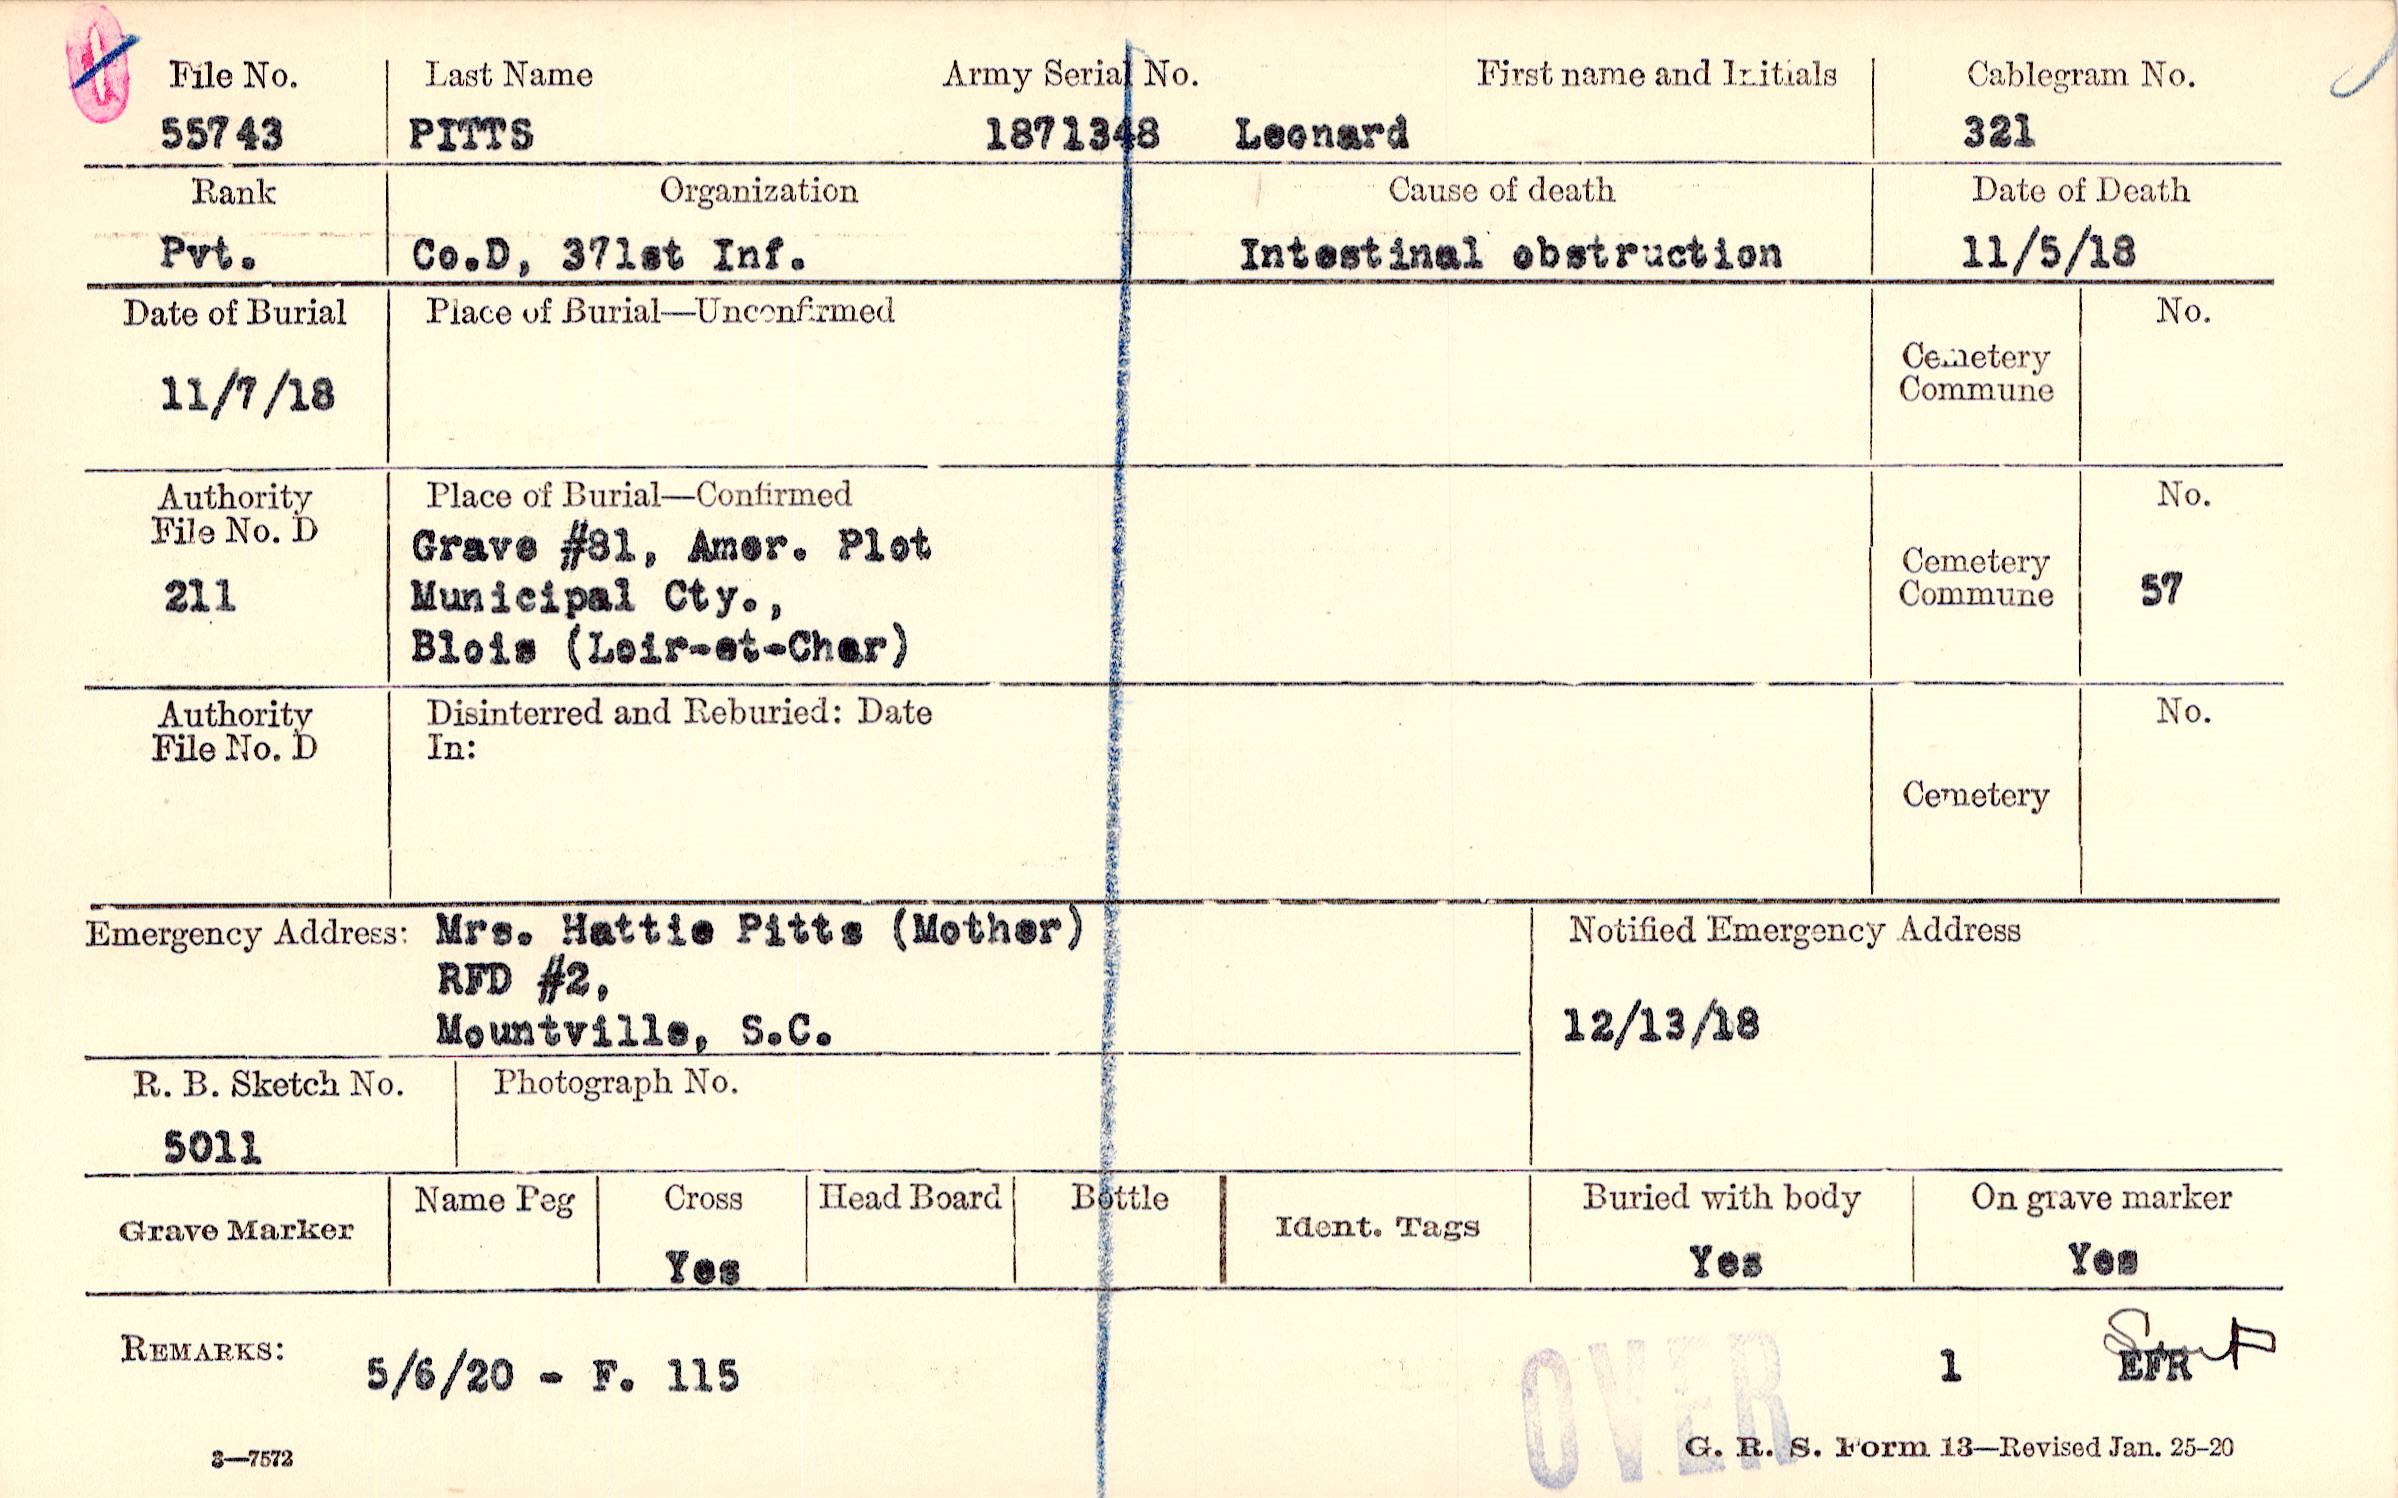 File No. Last Name Army Serial No. First name and Initials Cablegram No.
55743 PITTS 1871348 Leonard 321
Rank Organization Cause of death Date of Death
Pvt. Co.D, 371st Inf. Intestinal obstruction 11/5/18
Date of Burial Place of Burial—Unconfirmed No.
Cemetery
Commune
11/7/18
Authority Place of Burial—Confirmed No.
File No. D
Grave #81, Amer. Plot
Cemetery
211 Municipal Cty., Commune 57
Blois (Loir-et-Cher)
Authority Disinterred and Reburied: Date No.
File No. D In:
Cemetery
Emergency Address: Mrs. Hattie Pitts (Mother) Notified Emergency Address
RFD #2,
Mountville, S.C. 12/13/18
R. B. Sketch No. Photograph No.
5011
Name Peg Cross Head Board Bottle Buried with body On grave marker
Grave Marker Ident. Tags
Yes Yes Yes
REMARKS: 5/6/20 - F. 115 1 EFR
OVER
3—7572 G. R. S. Form 13—Revised Jan. 25-20